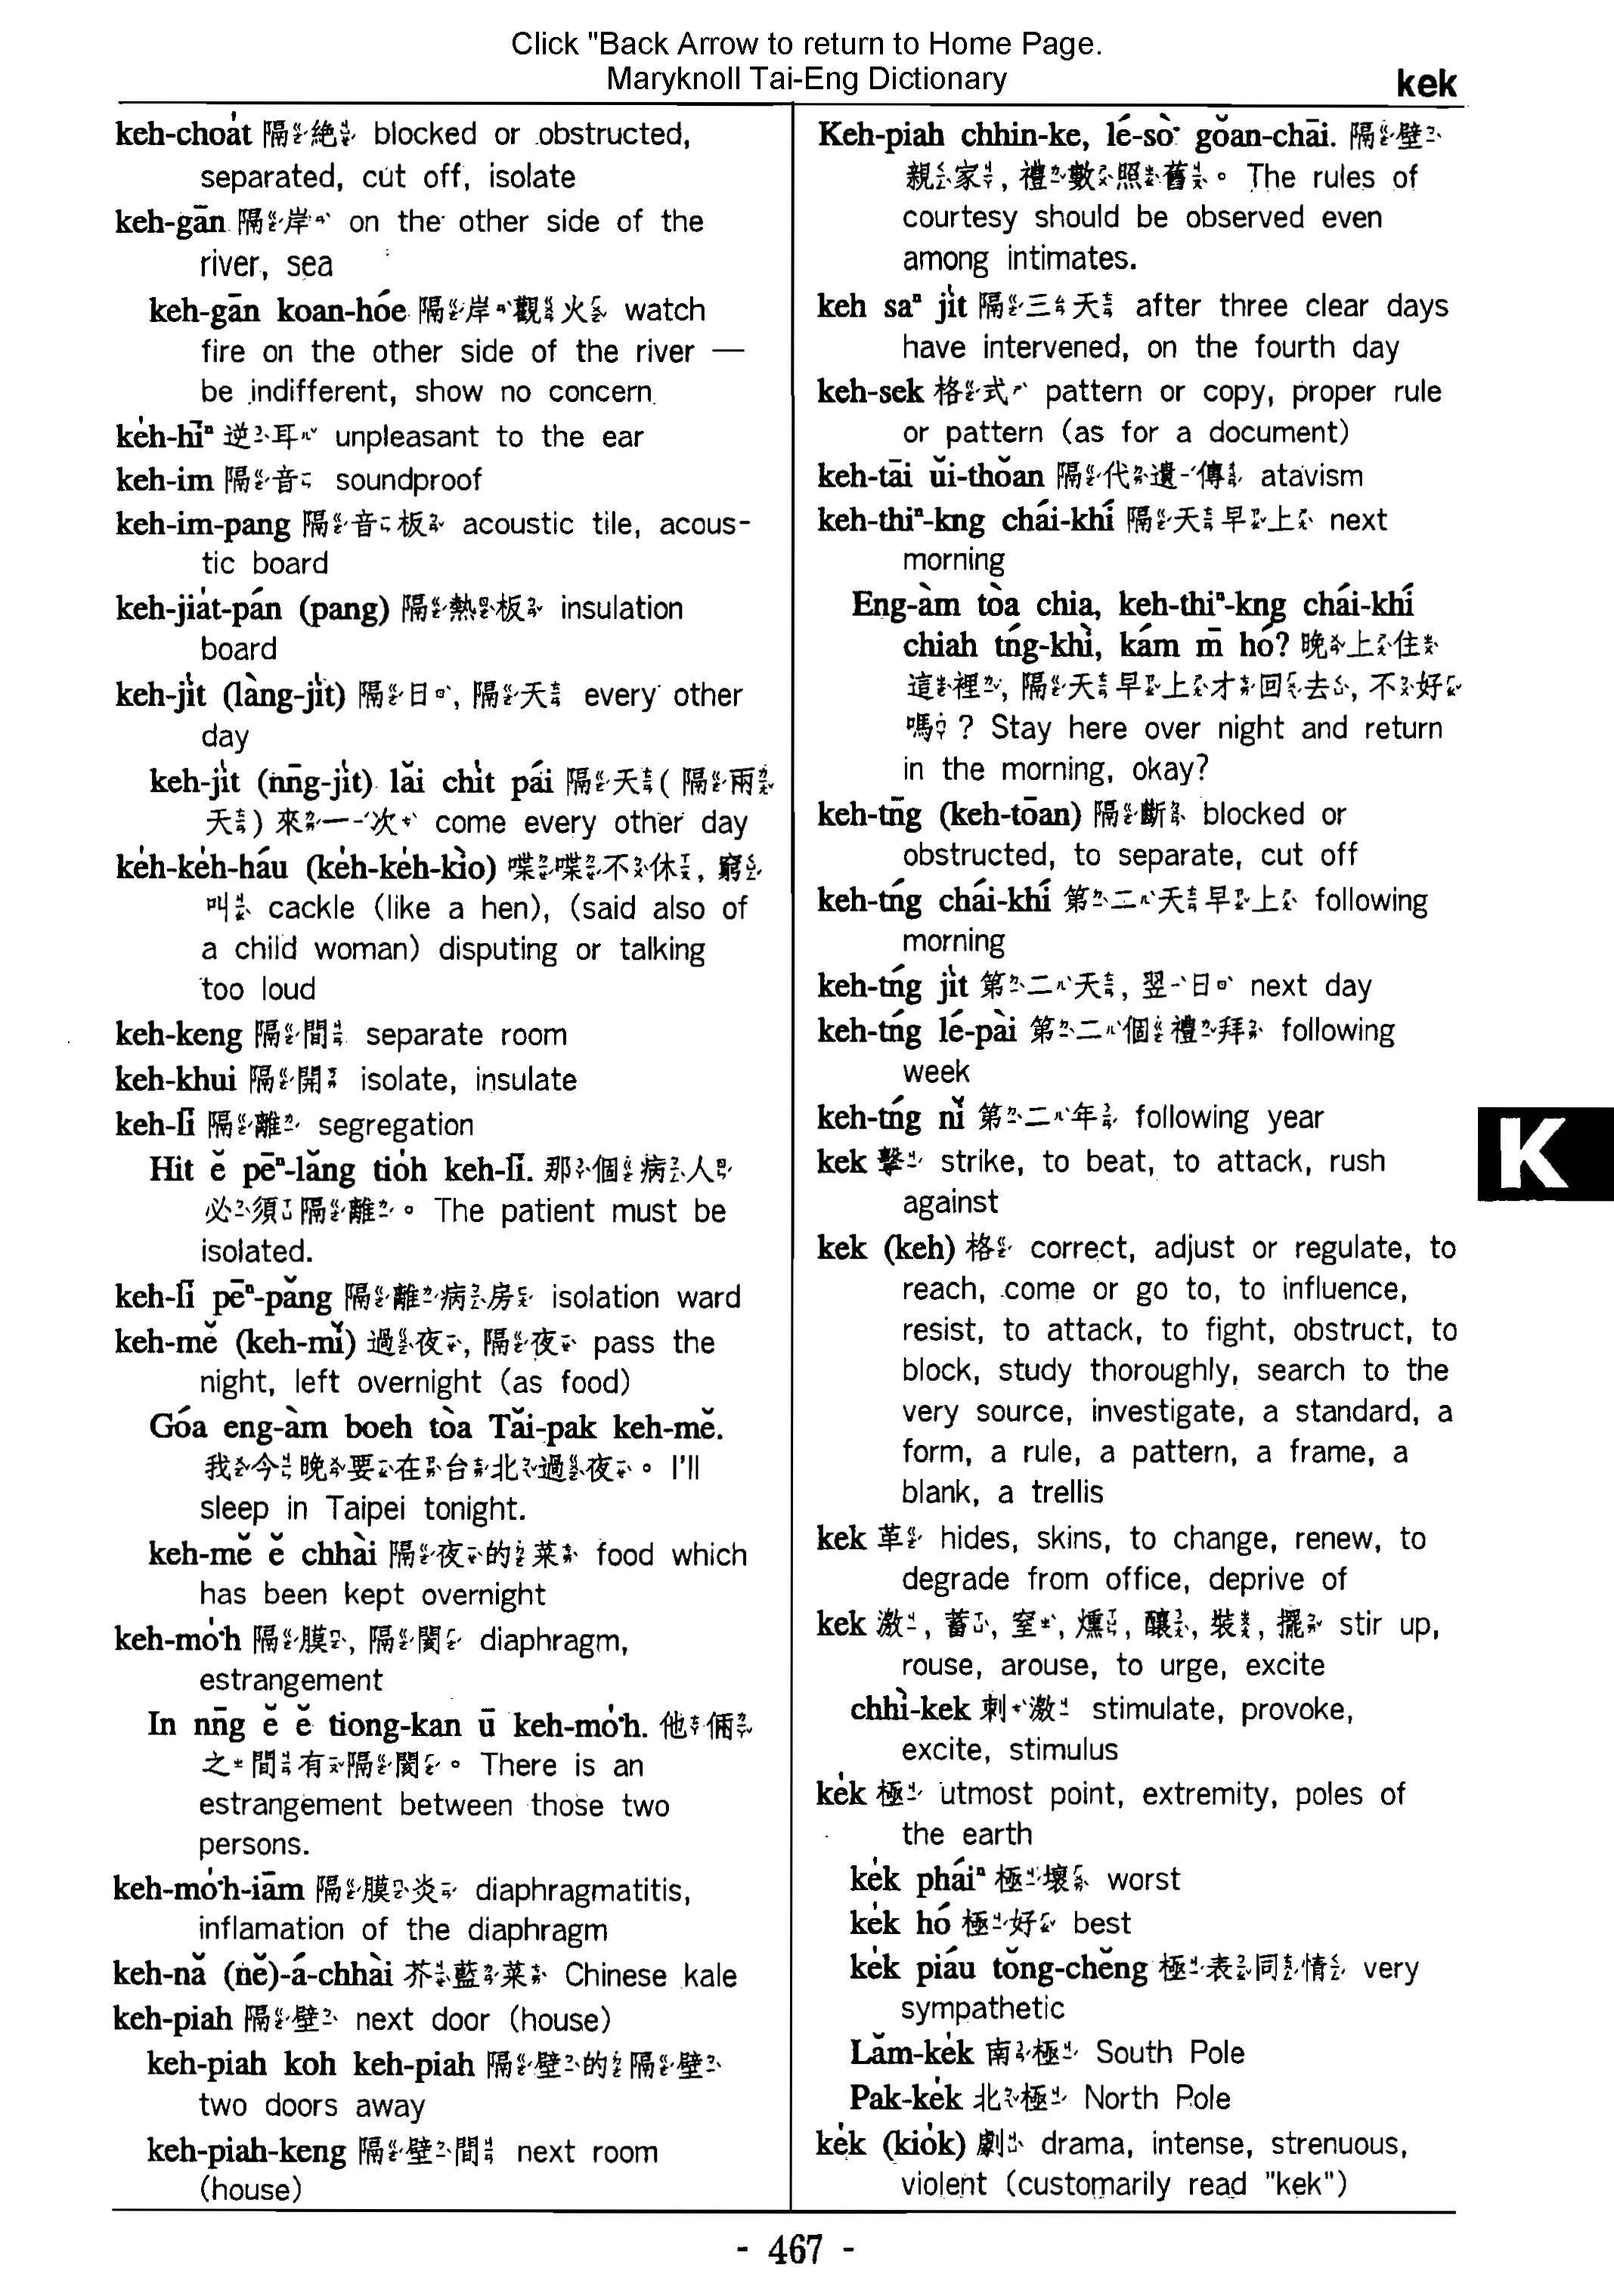 Click "Back Arrow to return to Home Page.
Maryknoll Tai-Eng Dictionary
kek
keh-choa̍t 隔絶 blocked or obstructed,
separated, cut off, isolate
keh-gān 隔岸 on the other side of the
river, sea
keh-gān koan-hóe 隔岸觀火 watch
fire on the other side of the river —
be indifferent, show no concern
ke̍h-hīⁿ 逆耳 unpleasant to the ear
keh-im 隔音 soundproof
keh-im-pang 隔音板 acoustic tile, acous-
tic board
keh-jia̍t-pán (pang) 隔熱板 insulation
board
keh-ji̍t (làng-ji̍t) 隔日, 隔天 every other
day
keh-ji̍t (nn̄g-ji̍t) lǎi chi̍t pái 隔天(隔兩
天)來一次 come every other day
ke̍h-ke̍h-háu (ke̍h-ke̍h-kìo) 喋喋不休, 窮
叫 cackle (like a hen), (said also of
a child woman) disputing or talking
too loud
keh-keng 隔間 separate room
keh-khui 隔開 isolate, insulate
keh-lǐ 隔離 segregation
Hit ě pēⁿ-lǎng tio̍h keh-lǐ. 那個病人
必須隔離。 The patient must be
isolated.
keh-lǐ pēⁿ-pǎng 隔離病房 isolation ward
keh-mě (keh-mǐ) 過夜, 隔夜 pass the
night, left overnight (as food)
Góa eng-àm boeh tòa Tǎi-pak keh-mě.
我今晚要在台北過夜。 I'll
sleep in Taipei tonight.
keh-mě ě chhài 隔夜的菜 food which
has been kept overnight
keh-mo̍͘h 隔膜, 隔閡 diaphragm,
estrangement
In nn̄g ě ě tiong-kan ū keh-mo̍͘h. 他倆
之間有隔閡。 There is an
estrangement between those two
persons.
keh-mo̍͘h-iām 隔膜炎 diaphragmatitis,
inflamation of the diaphragm
keh-nǎ (ně)-á-chhài 芥藍菜 Chinese kale
keh-piah 隔壁 next door (house)
keh-piah koh keh-piah 隔壁的隔壁
two doors away
keh-piah-keng 隔壁間 next room
(house)
Keh-piah chhin-ke, lé-sò͘ gǒan-chāi. 隔壁
親家, 禮數照舊。 The rules of
courtesy should be observed even
among intimates.
keh saⁿ ji̍t 隔三天 after three clear days
have intervened, on the fourth day
keh-sek 格式 pattern or copy, proper rule
or pattern (as for a document)
keh-tāi ǔi-thǒan 隔代遺傳 atavism
keh-thiⁿ-kng chái-khí 隔天早上 next
morning
Eng-àm tòa chia, keh-thiⁿ-kng chái-khí
chiah tńg-khì, kám m̄ hó? 晚上住
這裡, 隔天早上才回去, 不好
嗎? Stay here over night and return
in the morning, okay?
keh-tn̄g (keh-tōan) 隔斷 blocked or
obstructed, to separate, cut off
keh-tńg chái-khí 第二天早上 following
morning
keh-tńg ji̍t 第二天, 翌日 next day
keh-tńg lé-pài 第二個禮拜 following
week
keh-tńg nǐ 第二年 following year
kek 擊 strike, to beat, to attack, rush
against
kek (keh) 格 correct, adjust or regulate, to
reach, come or go to, to influence,
resist, to attack, to fight, obstruct, to
block, study thoroughly, search to the
very source, investigate, a standard, a
form, a rule, a pattern, a frame, a
blank, a trellis
kek 革 hides, skins, to change, renew, to
degrade from office, deprive of
kek 激, 蓄, 窒, 燻, 釀, 裝, 擺 stir up,
rouse, arouse, to urge, excite
chhì-kek 刺激 stimulate, provoke,
excite, stimulus
ke̍k 極 utmost point, extremity, poles of
the earth
ke̍k pháiⁿ 極壞 worst
ke̍k hó 極好 best
ke̍k piáu tǒng-chěng 極表同情 very
sympathetic
Lǎm-ke̍k 南極 South Pole
Pak-ke̍k 北極 North Pole
ke̍k (kio̍k) 劇 drama, intense, strenuous,
violent (customarily read "kek")
K
- 467 -